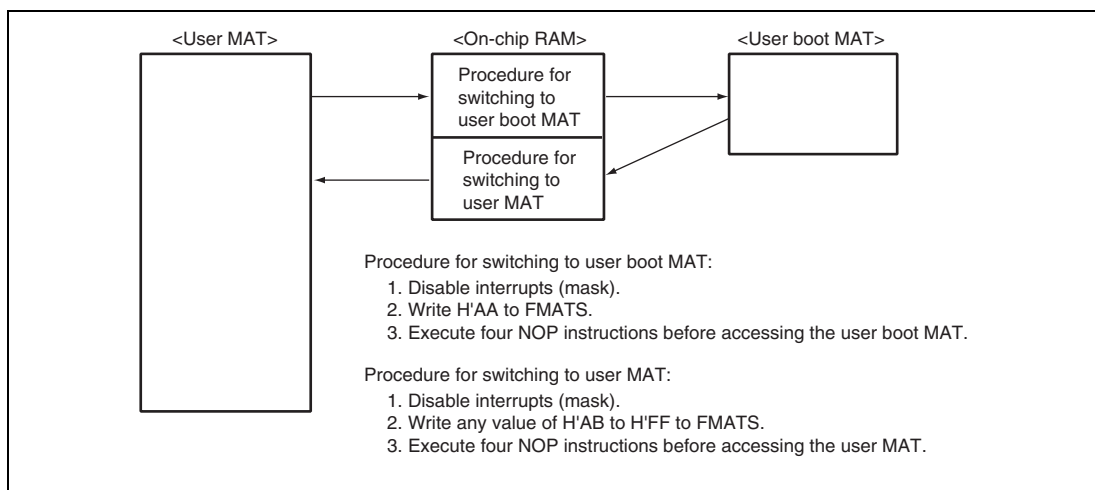 <User MAT>
<On-chip RAM>
<User boot MAT>
Procedure for
switching to
user boot MAT
Procedure for
switching to
user MAT
Procedure for switching to user boot MAT:
1. Disable interrupts (mask).
2. Write H'AA to FMATS.
3. Execute four NOP instructions before accessing the user boot MAT.
Procedure for switching to user MAT:
1. Disable interrupts (mask).
2. Write any value of H'AB to H'FF to FMATS.
3. Execute four NOP instructions before accessing the user MAT.